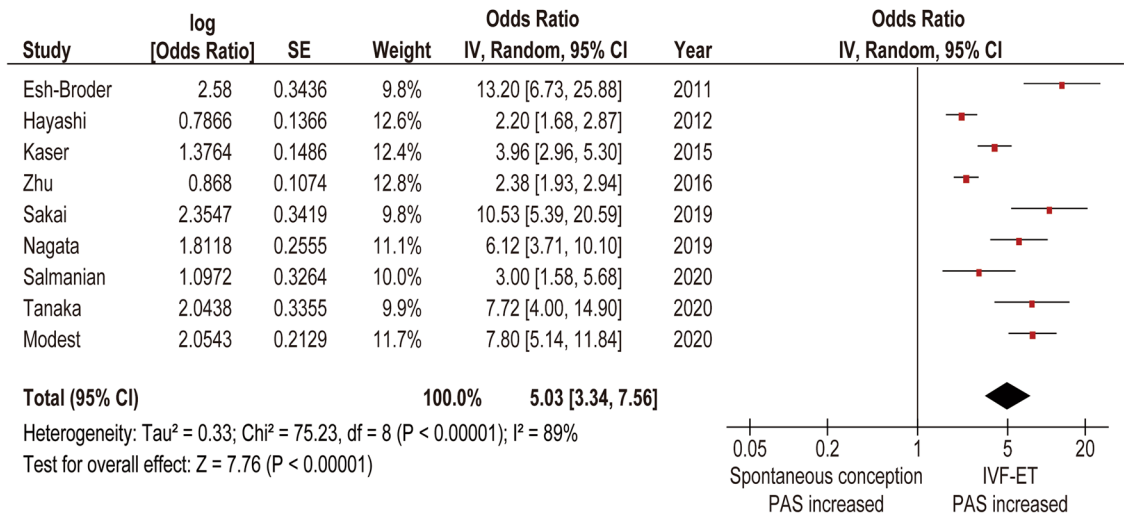 log Odds Ratio Odds Ratio
Study [Odds Ratio] SE Weight IV, Random, 95% CI Year IV, Random, 95% CI
Esh-Broder 2.58 0.3436 9.8% 13.20 [6.73, 25.88] 2011
Hayashi 0.7866 0.1366 12.6% 2.20 [1.68, 2.87] 2012
Kaser 1.3764 0.1486 12.4% 3.96 [2.96, 5.30] 2015
Zhu 0.868 0.1074 12.8% 2.38 [1.93, 2.94] 2016
Sakai 2.3547 0.3419 9.8% 10.53 [5.39, 20.59] 2019
Nagata 1.8118 0.2555 11.1% 6.12 [3.71, 10.10] 2019
Salmanian 1.0972 0.3264 10.0% 3.00 [1.58, 5.68] 2020
Tanaka 2.0438 0.3355 9.9% 7.72 [4.00, 14.90] 2020
Modest 2.0543 0.2129 11.7% 7.80 [5.14, 11.84] 2020
Total (95% CI) 100.0% 5.03 [3.34, 7.56]
Heterogeneity: Tau² = 0.33; Chi² = 75.23, df = 8 (P < 0.00001); I² = 89%
Test for overall effect: Z = 7.76 (P < 0.00001)
0.05 0.2 1 5 20
Spontaneous conception IVF-ET
PAS increased PAS increased